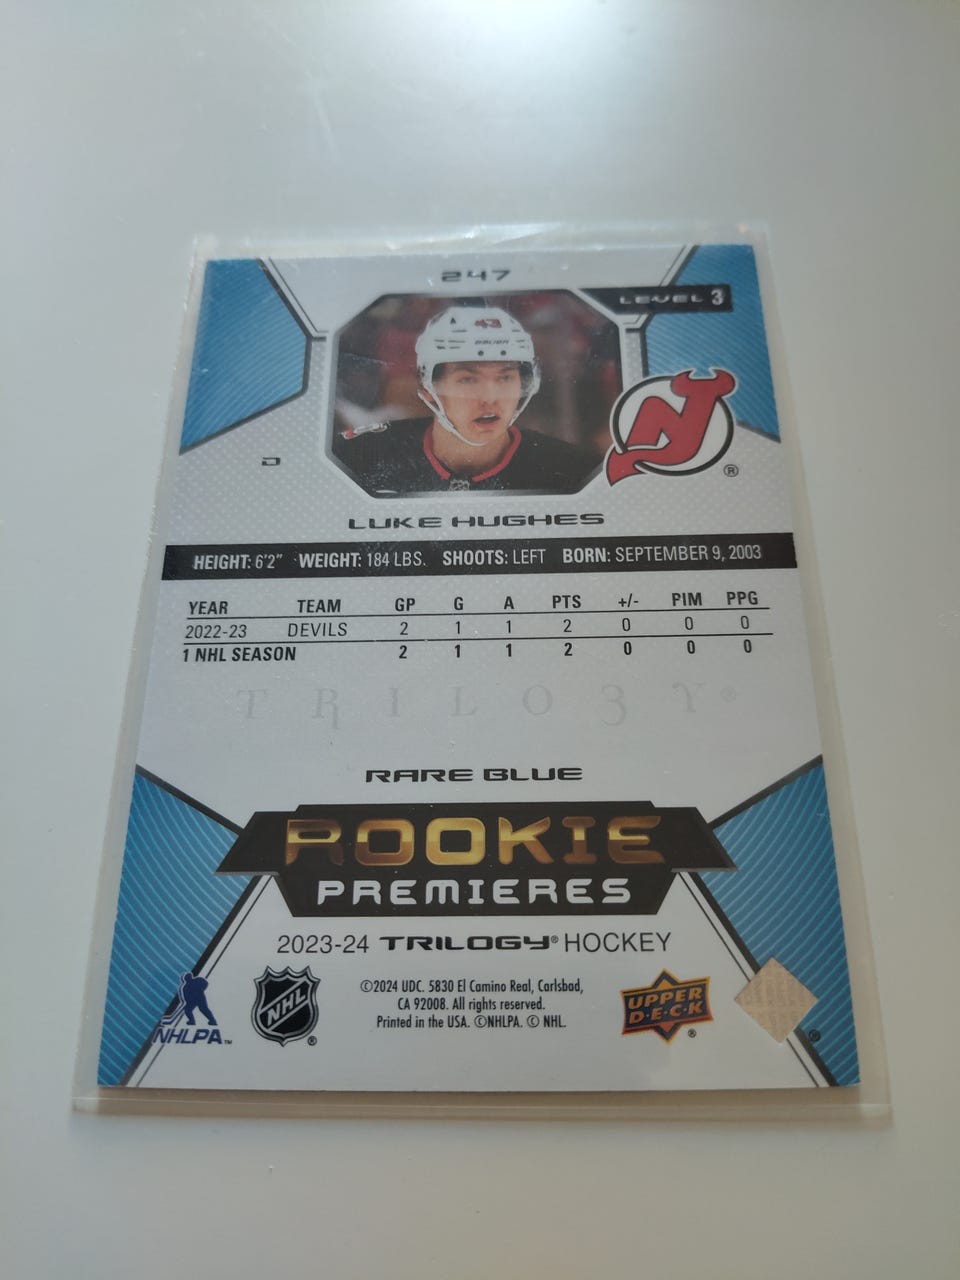 247
LEVEL 3
43
BAUER
®
D
LUKE HUGHES
HEIGHT: 6'2" WEIGHT: 184 LBS. SHOOTS: LEFT BORN: SEPTEMBER 9, 2003
YEAR TEAM GP G A PTS +/- PIM PPG
2022-23 DEVILS 2 1 1 2 0 0 0
1 NHL SEASON 2 1 1 2 0 0 0
TRILOGY®
RARE BLUE
ROOKIE
PREMIERES
2023-24 TRILOGY® HOCKEY
©2024 UDC. 5830 El Camino Real, Carlsbad,
CA 92008. All rights reserved.
Printed in the USA. ©NHLPA. © NHL.
NHLPA™
NHL®
UPPER
D·E·C·K®
®